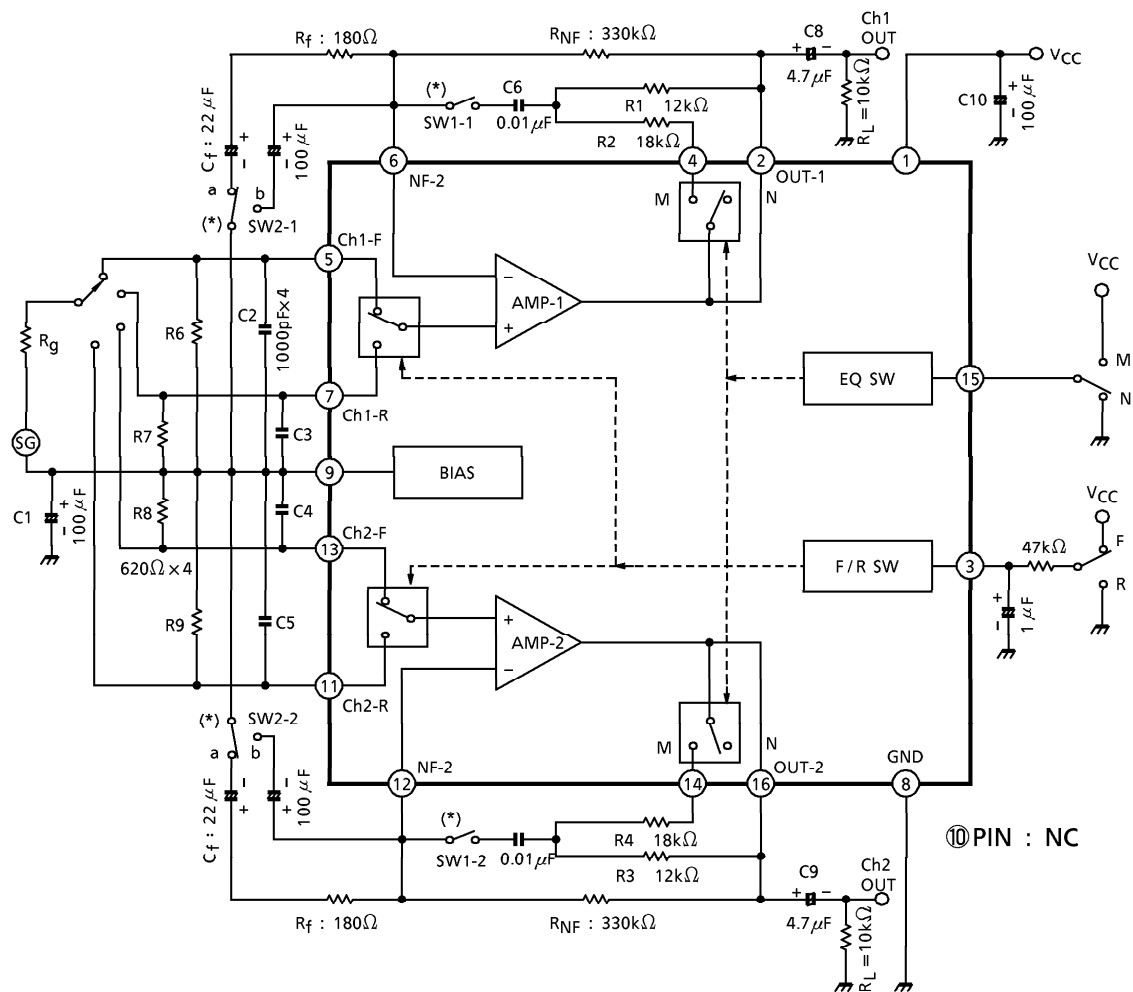 Rf : 180Ω
RNF : 330kΩ
C8
+ −
4.7μF
Ch1
OUT
RL =10kΩ
VCC
C10
+
−
100μF
Cf : 22μF
+
−
+
−
100μF
(*)
SW1-1
C6
0.01μF
R1 12kΩ
R2 18kΩ
a
b
(*)
SW2-1
6
NF-2
4
2
OUT-1
1
M
N
Ch1-F
5
−
+
AMP-1
R6
C2
1000pF×4
Rg
SG
7
Ch1-R
R7
C3
EQ SW
15
VCC
M
N
9
BIAS
C1
+
−
100μF
R8
C4
Ch2-F
13
620Ω×4
F/R SW
3
47kΩ
VCC
F
R
+
−
1μF
R9
C5
+
−
AMP-2
11
Ch2-R
(*)
SW2-2
a
b
M
N
NF-2
12
14
16
OUT-2
GND
8
Cf : 22μF
−
+
−
+
100μF
(*)
SW1-2
0.01μF
R4 18kΩ
R3 12kΩ
⑩PIN : NC
Rf : 180Ω
RNF : 330kΩ
C9
+ −
4.7μF
Ch2
OUT
RL =10kΩ